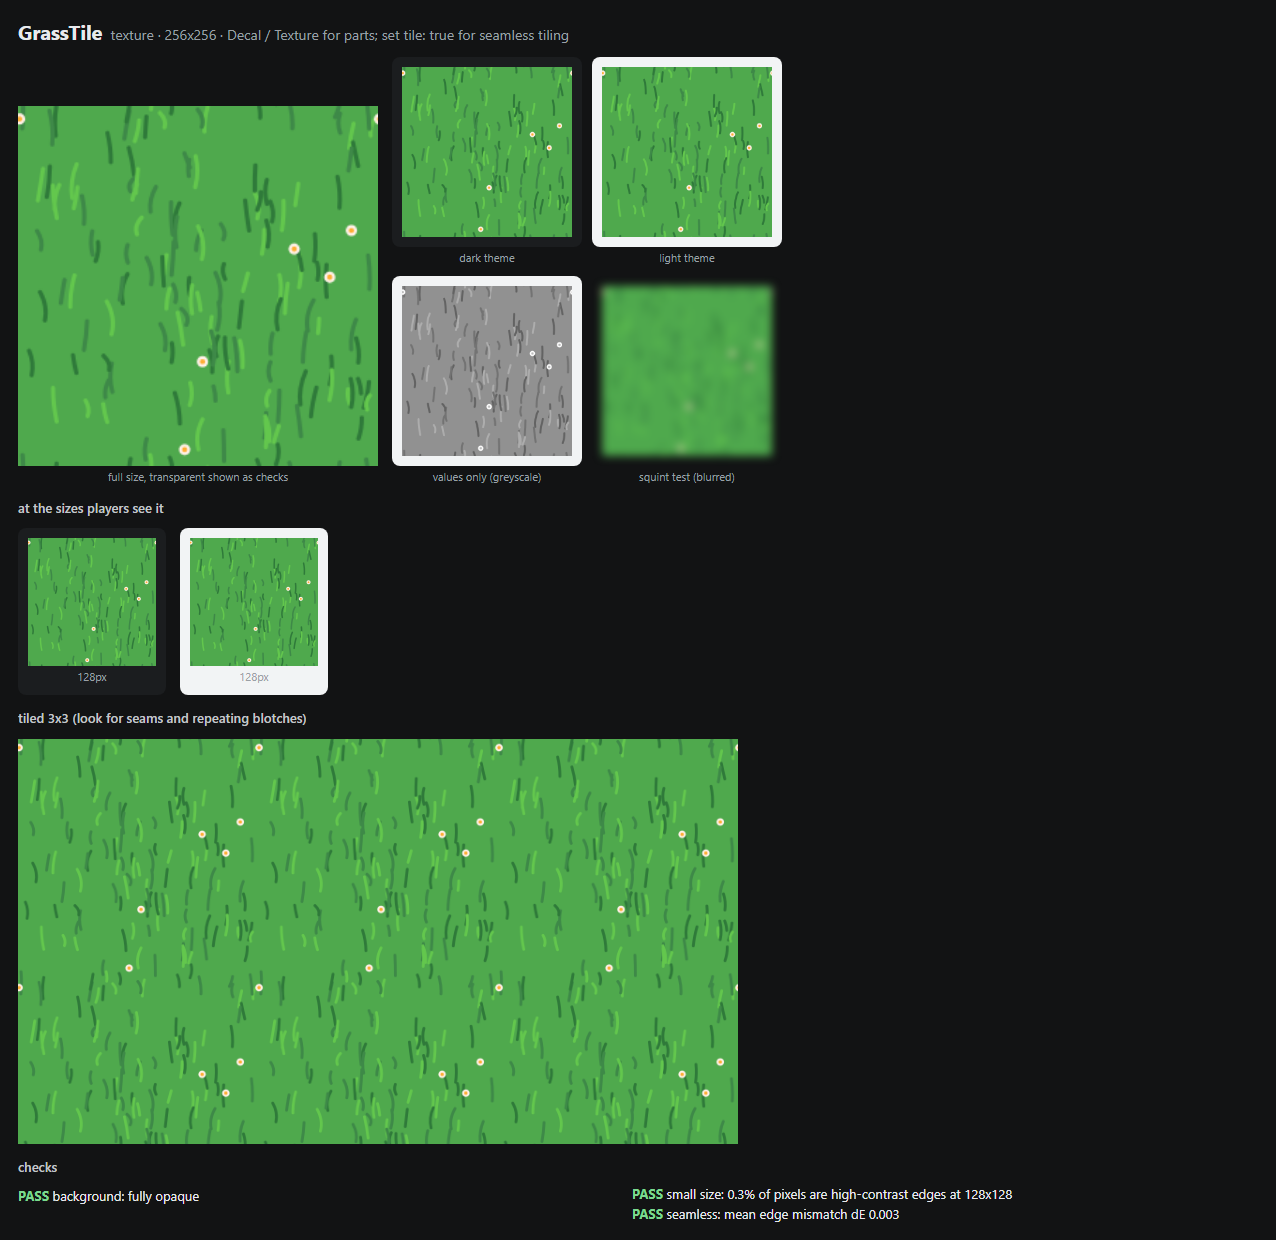 GrassTile texture · 256x256 · Decal / Texture for parts; set tile: true for seamless tiling
dark theme
light theme
full size, transparent shown as checks
values only (greyscale)
squint test (blurred)
at the sizes players see it
128px
128px
tiled 3x3 (look for seams and repeating blotches)
checks
PASS background: fully opaque
PASS small size: 0.3% of pixels are high-contrast edges at 128x128
PASS seamless: mean edge mismatch dE 0.003